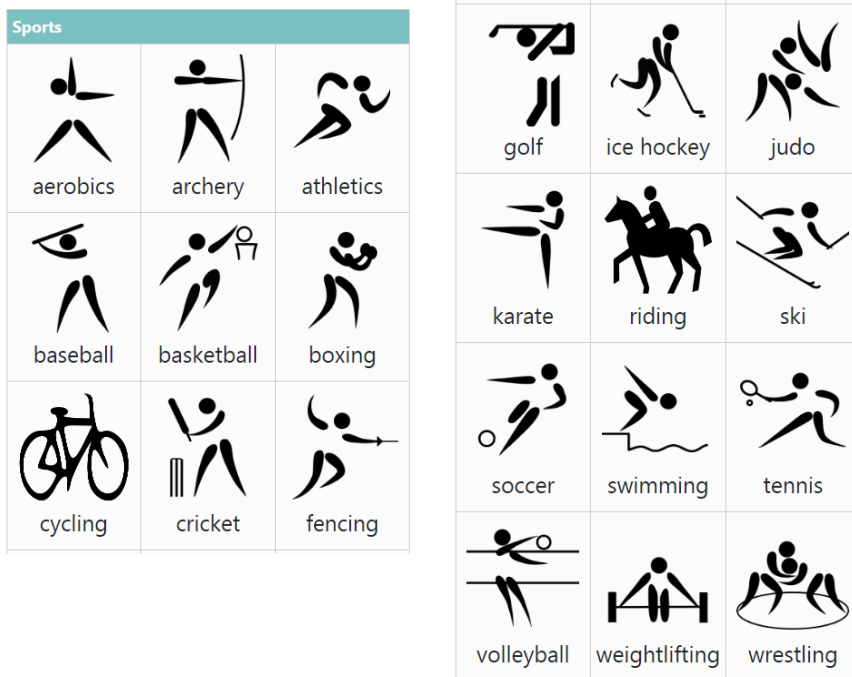 Sports
aerobics archery athletics
baseball basketball boxing
cycling cricket fencing
golf ice hockey judo
karate riding ski
soccer swimming tennis
volleyball weightlifting wrestling